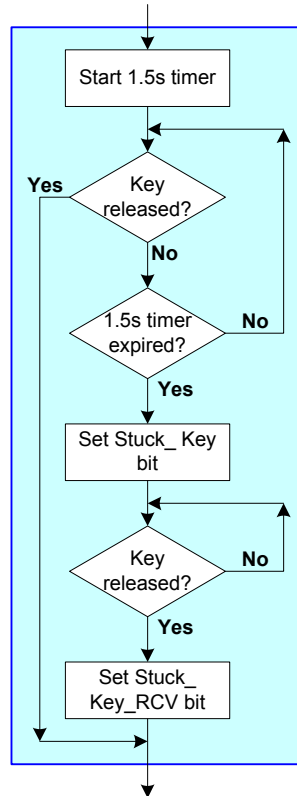 Start 1.5s timer
Yes
Key
released?
No
1.5s timer
expired?
No
Yes
Set Stuck_ Key
bit
Key
released?
No
Yes
Set Stuck_
Key_RCV bit